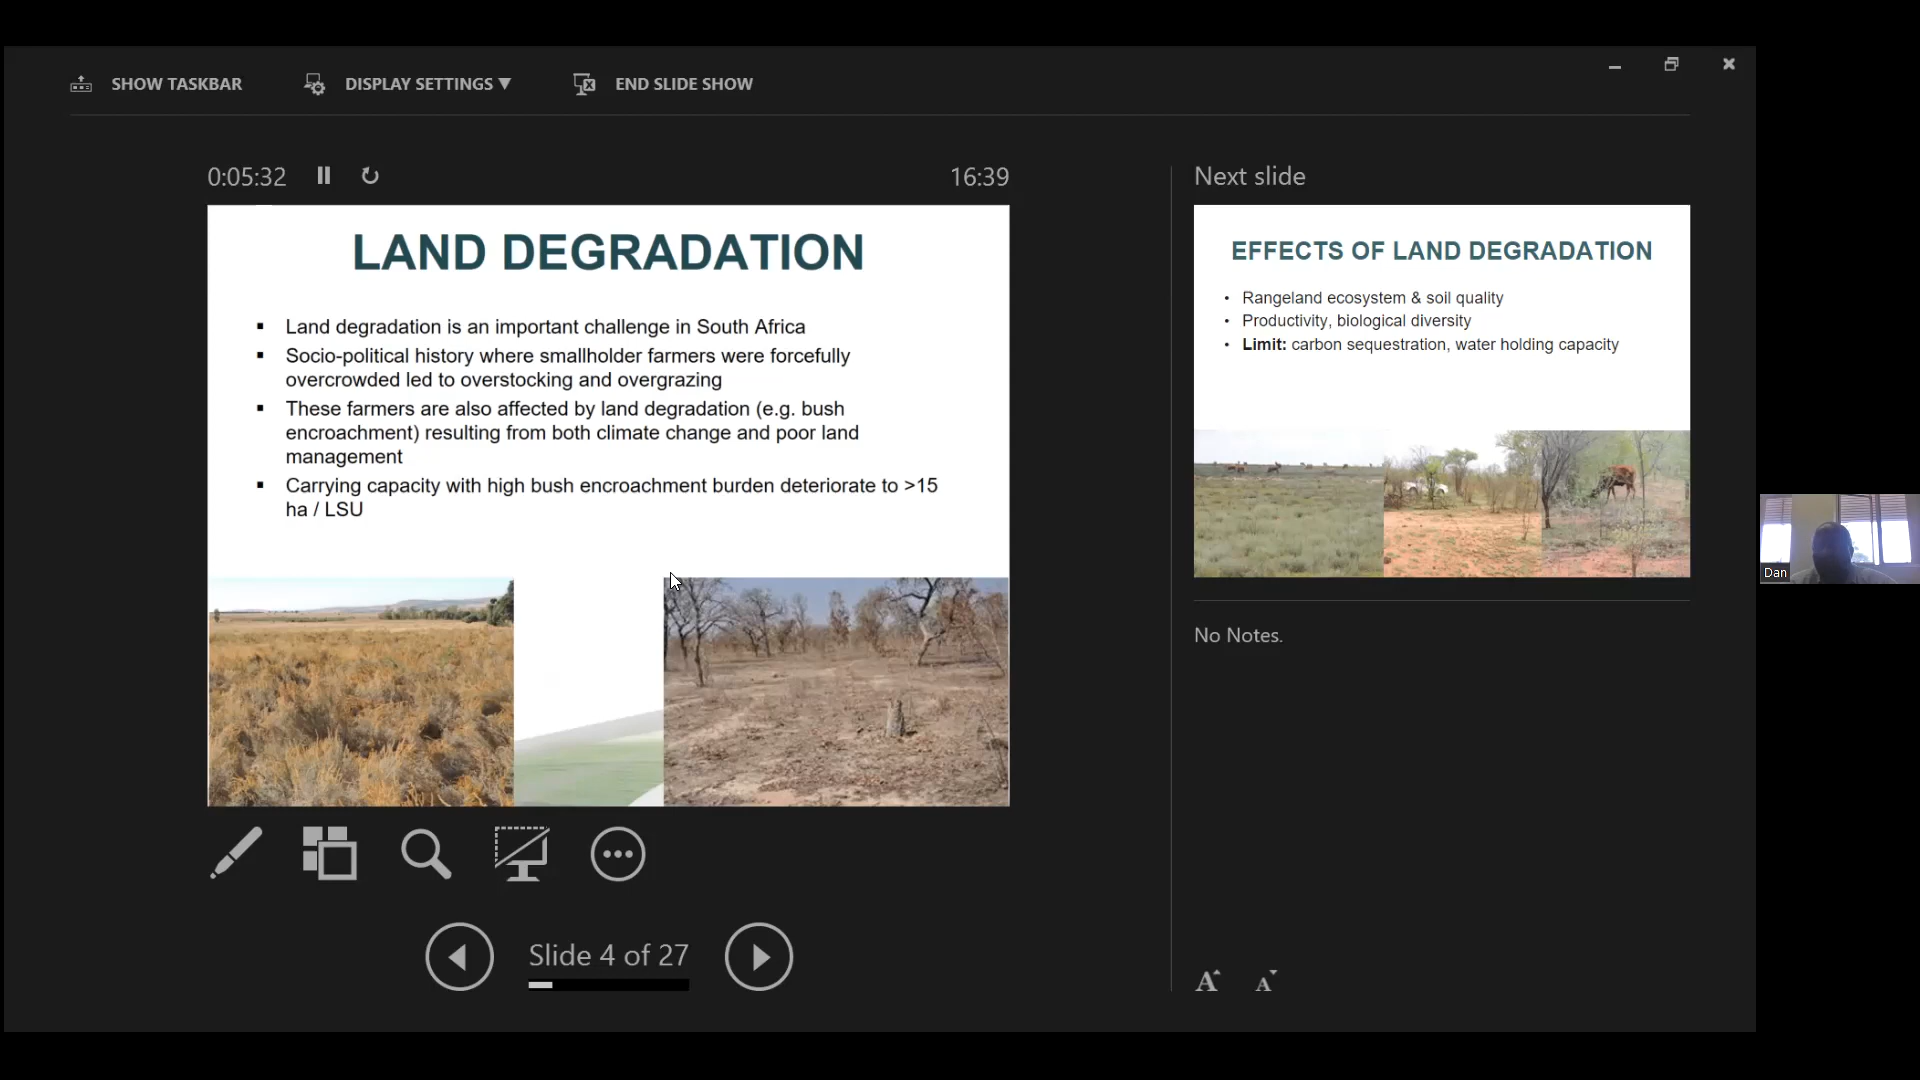 SHOW TASKBAR
DISPLAY SETTINGS ▼
END SLIDE SHOW
0:05:32
16:39
LAND DEGRADATION
▪ Land degradation is an important challenge in South Africa
▪ Socio-political history where smallholder farmers were forcefully
overcrowded led to overstocking and overgrazing
▪ These farmers are also affected by land degradation (e.g. bush
encroachment) resulting from both climate change and poor land
management
▪ Carrying capacity with high bush encroachment burden deteriorate to >15
ha / LSU
Slide 4 of 27
Next slide
EFFECTS OF LAND DEGRADATION
• Rangeland ecosystem & soil quality
• Productivity, biological diversity
• Limit: carbon sequestration, water holding capacity
No Notes.
A A
Dan